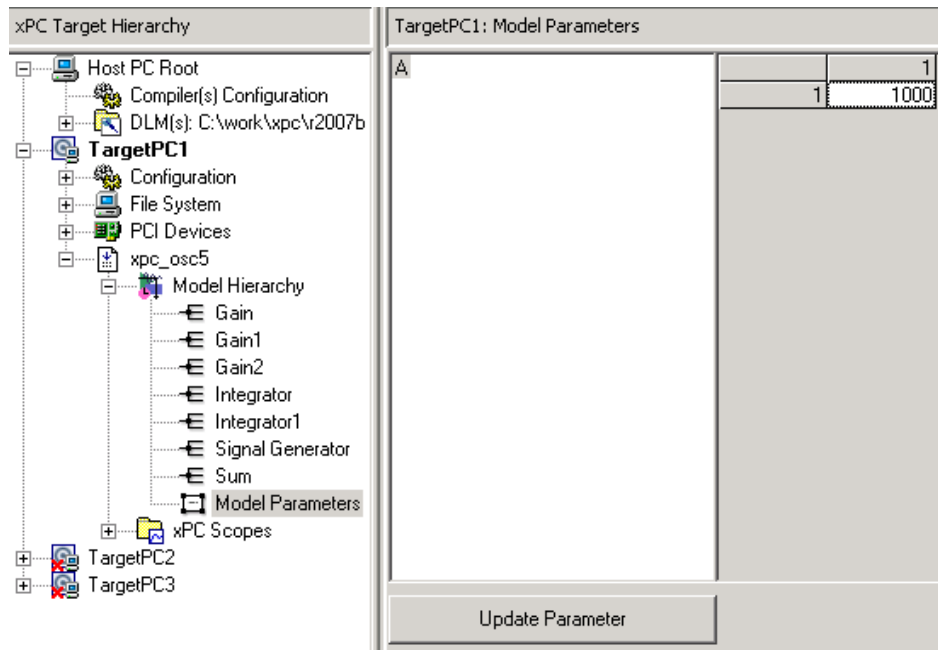 xPC Target Hierarchy
Host PC Root
Compiler(s) Configuration
DLM(s): C:\work\xpc\r2007b
TargetPC1
Configuration
File System
PCI Devices
xpc_osc5
Model Hierarchy
Gain
Gain1
Gain2
Integrator
Integrator1
Signal Generator
Sum
Model Parameters
xPC Scopes
TargetPC2
TargetPC3
TargetPC1: Model Parameters
A
1
1 1000
Update Parameter